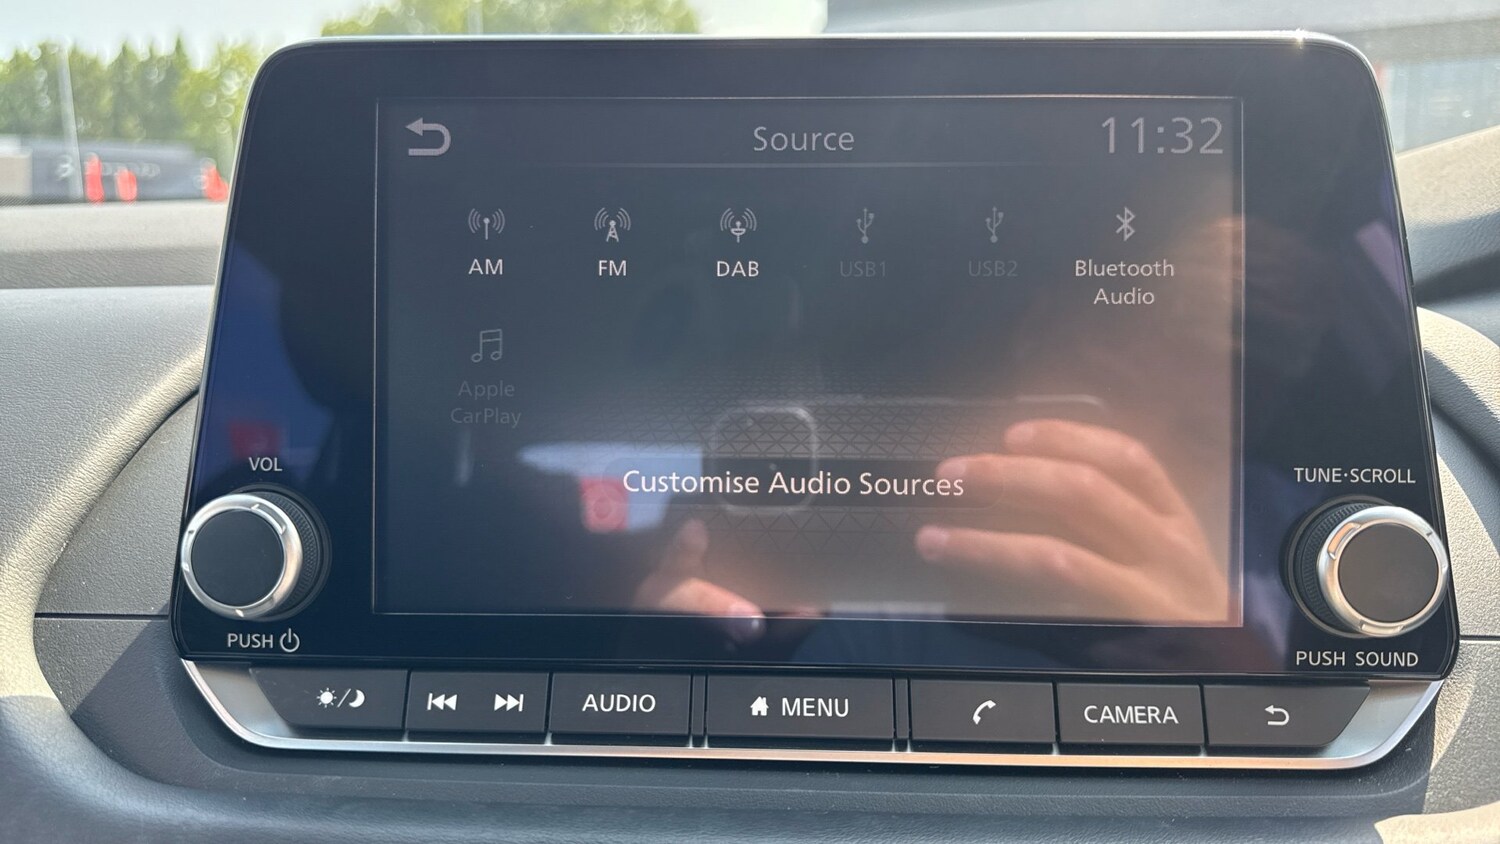 Source
11:32
AM
FM
DAB
USB1
USB2
Bluetooth
Audio
Apple
CarPlay
Customise Audio Sources
VOL
PUSH
TUNE·SCROLL
PUSH SOUND
AUDIO
MENU
CAMERA